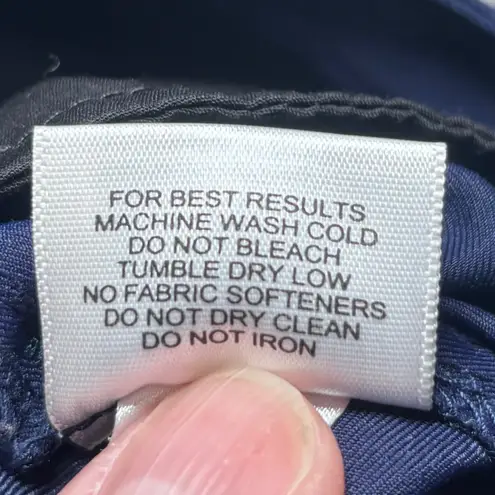 FOR BEST RESULTS
MACHINE WASH COLD
DO NOT BLEACH
TUMBLE DRY LOW
NO FABRIC SOFTENERS
DO NOT DRY CLEAN
DO NOT IRON